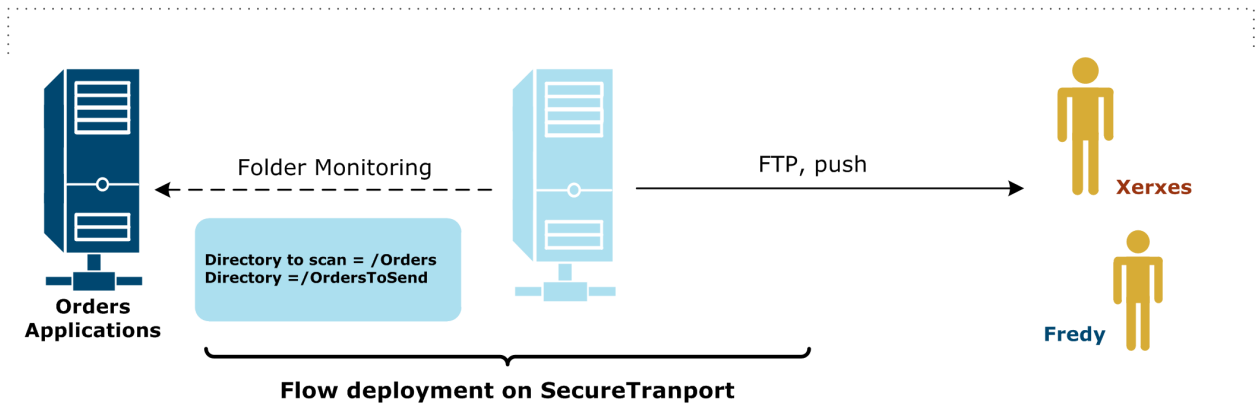 Folder Monitoring
FTP, push
Xerxes
Directory to scan = /Orders
Directory =/OrdersToSend
Orders
Applications
Fredy
Flow deployment on SecureTranport